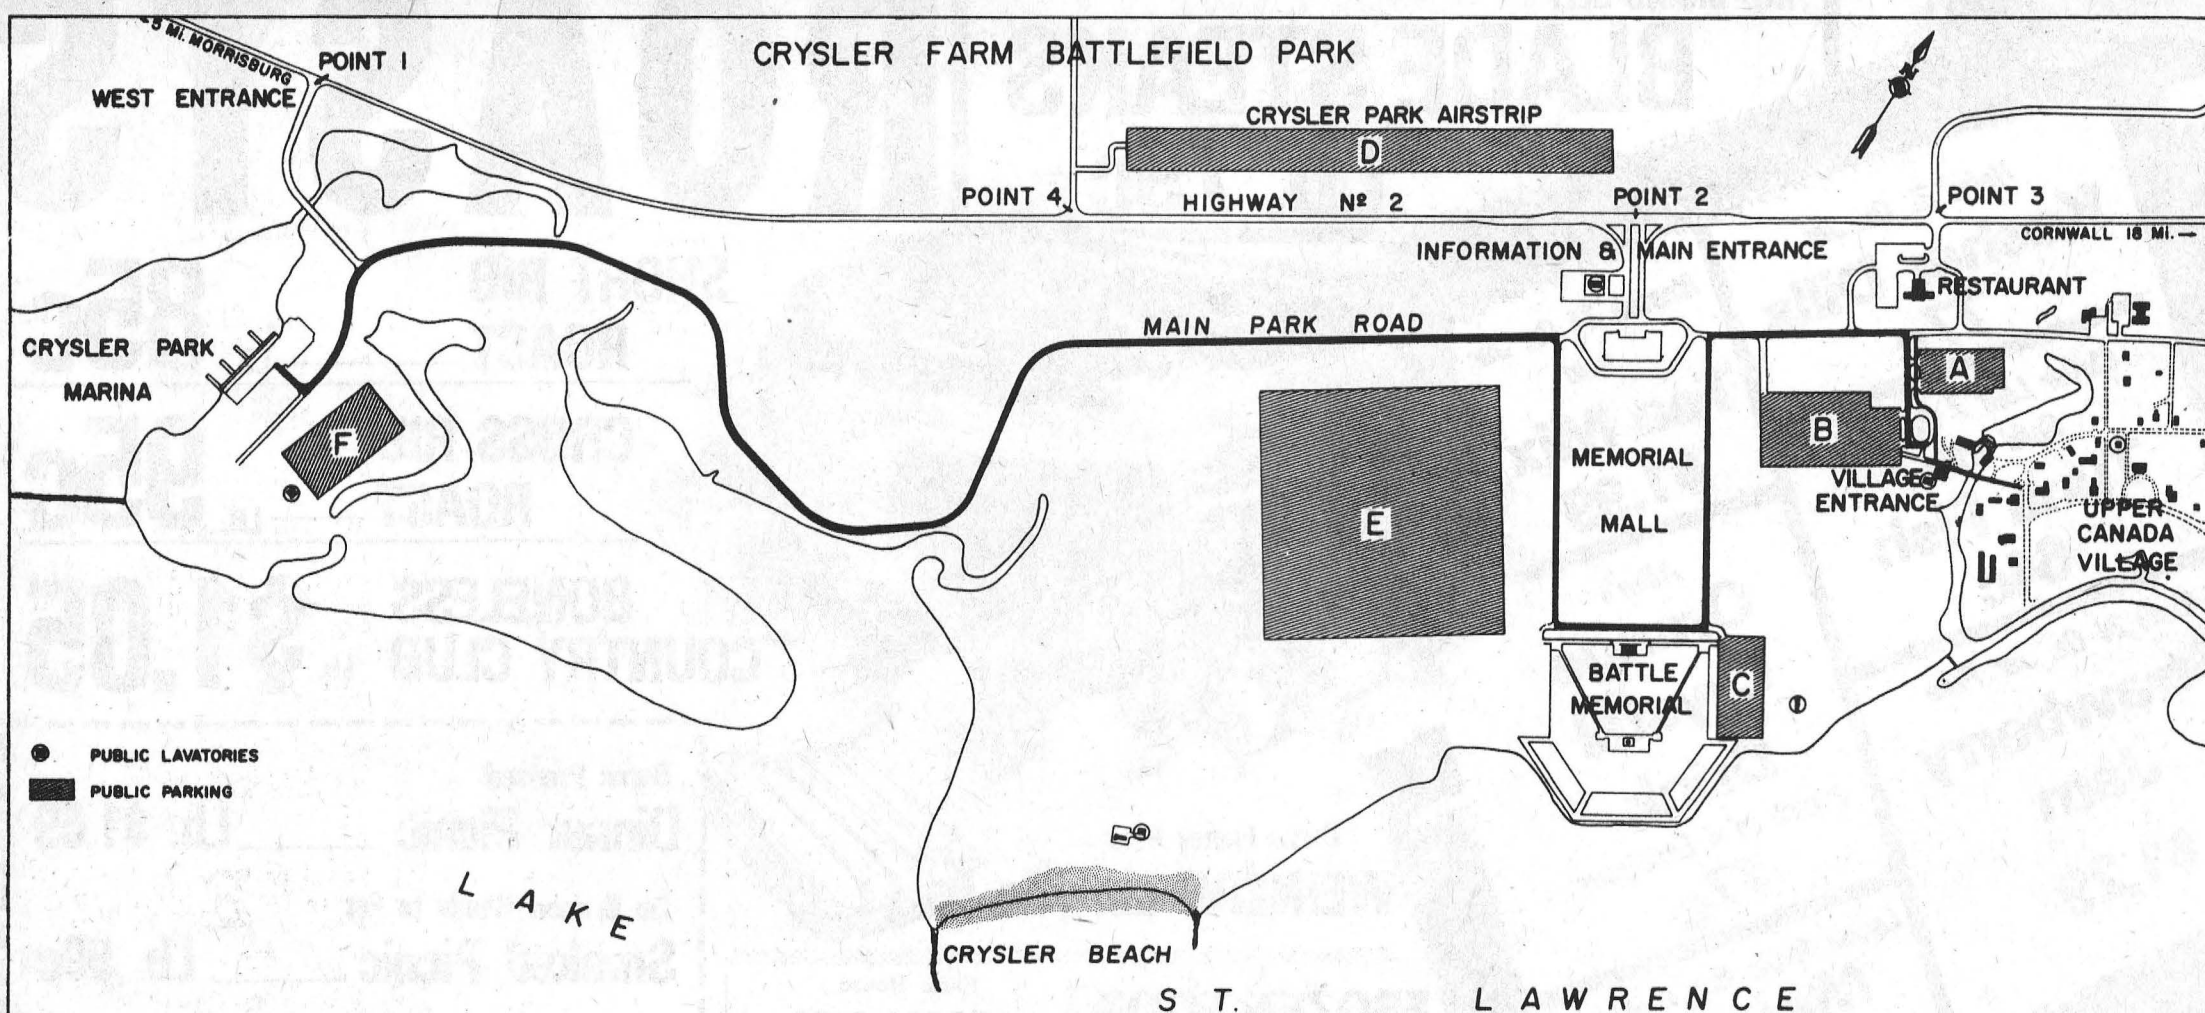 CRYSLER FARM BATTLEFIELD PARK
5 MI. MORRISBURG
POINT 1
WEST ENTRANCE
N
CRYSLER PARK AIRSTRIP
D
POINT 4
HIGHWAY Nº 2
POINT 2
POINT 3
CORNWALL 18 MI.
INFORMATION & MAIN ENTRANCE
RESTAURANT
MAIN PARK ROAD
CRYSLER PARK
MARINA
A
B
F
E
MEMORIAL
MALL
VILLAGE
ENTRANCE
UPPER
CANADA
VILLAGE
BATTLE
MEMORIAL
C
PUBLIC LAVATORIES
PUBLIC PARKING
LAKE
CRYSLER BEACH
ST. LAWRENCE